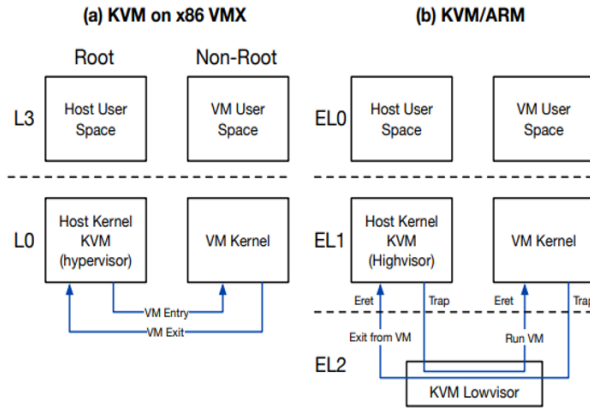 (a) KVM on x86 VMX
Root
Non-Root
L3
Host User
Space
VM User
Space
L0
Host Kernel
KVM
(hypervisor)
VM Kernel
VM Entry
VM Exit
(b) KVM/ARM
EL0
Host User
Space
VM User
Space
EL1
Host Kernel
KVM
(Highvisor)
VM Kernel
Eret
Trap
Eret
Trap
Exit from VM
Run VM
EL2
KVM Lowvisor